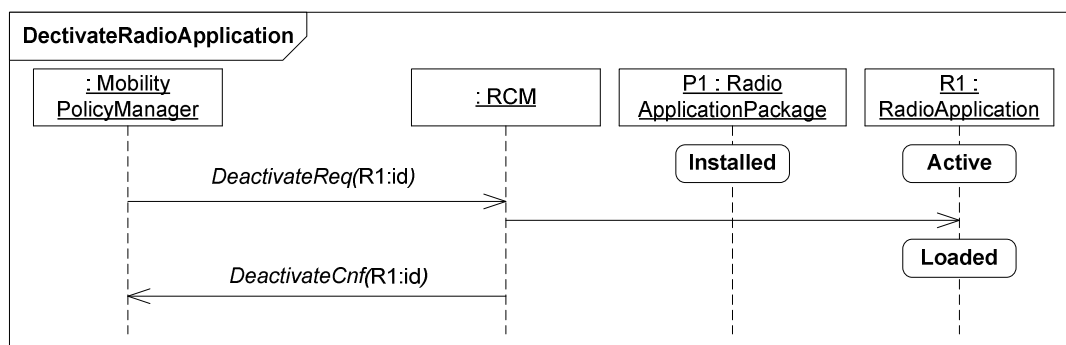 DectivateRadioApplication
: Mobility
PolicyManager
: RCM
P1 : Radio
ApplicationPackage
R1 :
RadioApplication
Installed
Active
DeactivateReq(R1:id)
Loaded
DeactivateCnf(R1:id)